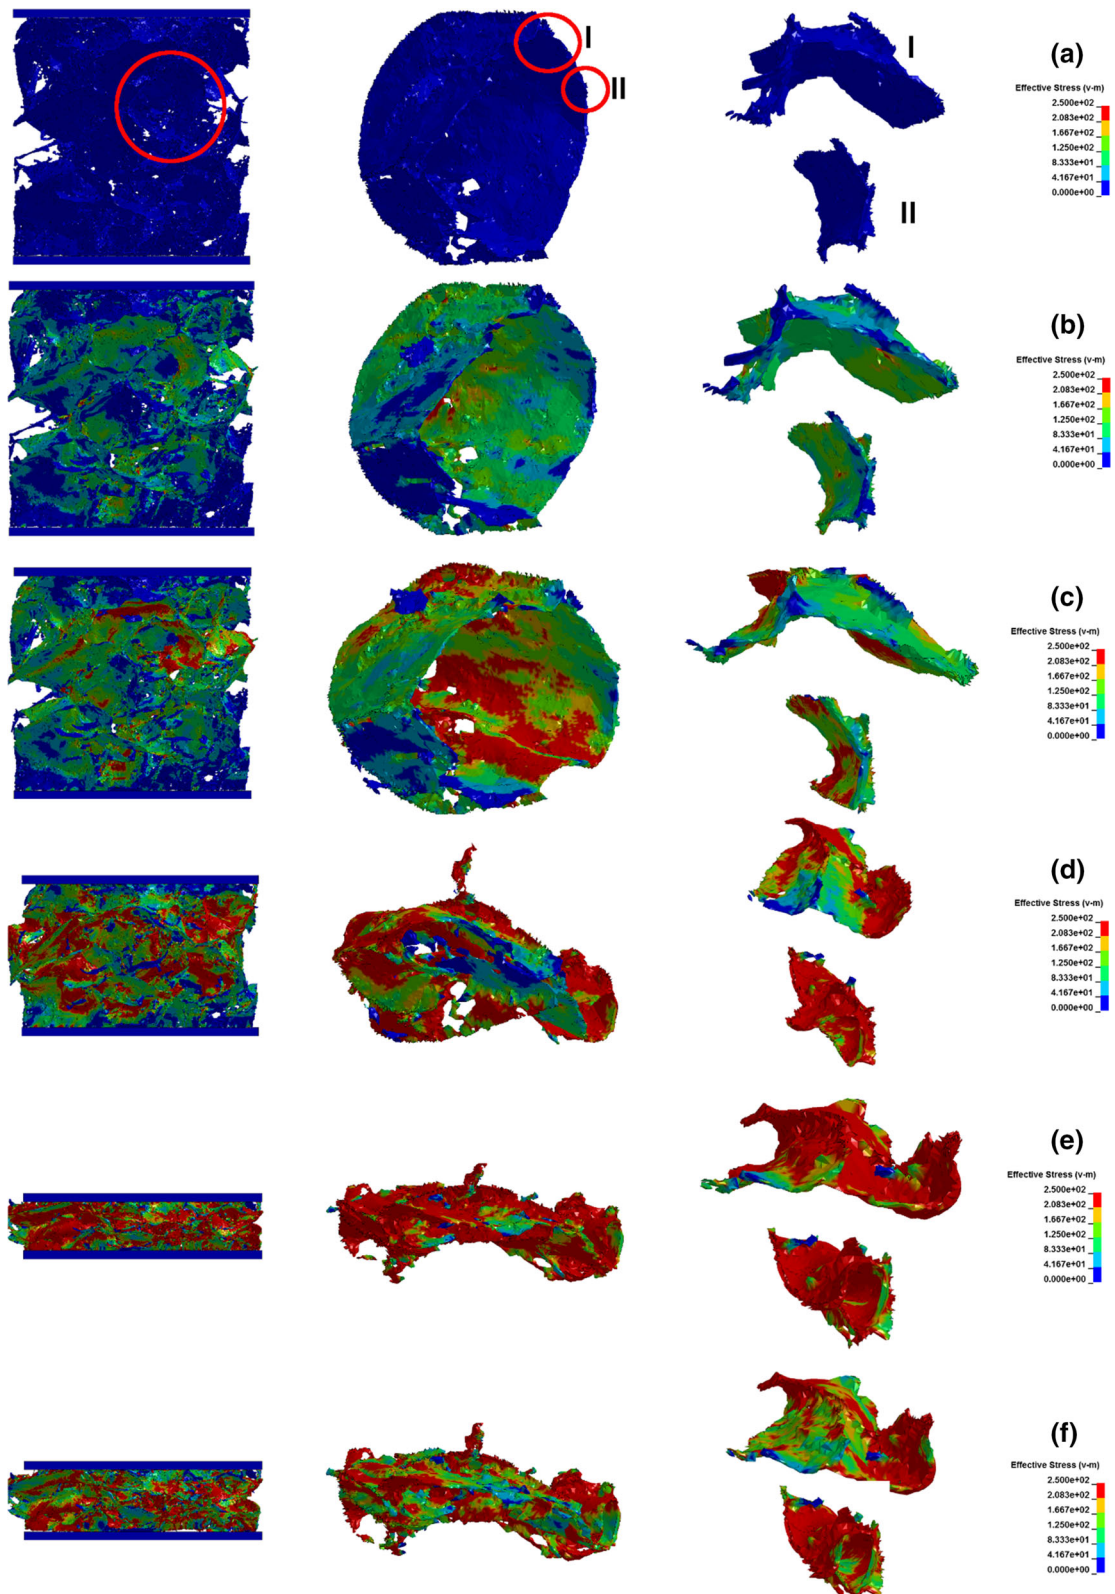 I
II
I
II
(a)
Effective Stress (v-m)
2.500e+02
2.083e+02
1.667e+02
1.250e+02
8.333e+01
4.167e+01
0.000e+00
(b)
Effective Stress (v-m)
2.500e+02
2.083e+02
1.667e+02
1.250e+02
8.333e+01
4.167e+01
0.000e+00
(c)
Effective Stress (v-m)
2.500e+02
2.083e+02
1.667e+02
1.250e+02
8.333e+01
4.167e+01
0.000e+00
(d)
Effective Stress (v-m)
2.500e+02
2.083e+02
1.667e+02
1.250e+02
8.333e+01
4.167e+01
0.000e+00
(e)
Effective Stress (v-m)
2.500e+02
2.083e+02
1.667e+02
1.250e+02
8.333e+01
4.167e+01
0.000e+00
(f)
Effective Stress (v-m)
2.500e+02
2.083e+02
1.667e+02
1.250e+02
8.333e+01
4.167e+01
0.000e+00